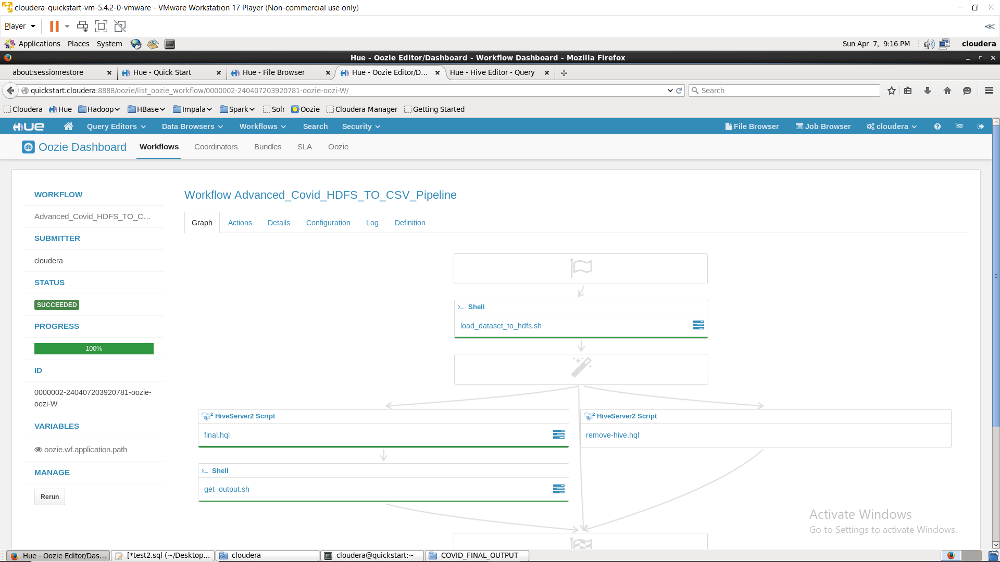 cloudera-quickstart-vm-5.4.2-0-vmware - VMware Workstation 17 Player (Non-commercial use only)
Player
Applications Places System Sun Apr 7, 9:16 PM cloudera
Hue - Oozie Editor/Dashboard - Workflow Dashboard - Mozilla Firefox
about:sessionrestore Hue - Quick Start Hue - File Browser Hue - Oozie Editor/D... Hue - Hive Editor - Query
quickstart.cloudera:8888/oozie/list_oozie_workflow/0000002-240407203920781-oozie-oozi-W/ Search
Cloudera Hue Hadoop HBase Impala Spark Solr Oozie Cloudera Manager Getting Started
HUE Query Editors Data Browsers Workflows Search Security File Browser Job Browser cloudera
Oozie Dashboard Workflows Coordinators Bundles SLA Oozie
WORKFLOW
Advanced_Covid_HDFS_TO_C...
SUBMITTER
cloudera
STATUS
SUCCEEDED
PROGRESS
100%
ID
0000002-240407203920781-oozie-
oozi-W
VARIABLES
oozie.wf.application.path
MANAGE
Rerun
Workflow Advanced_Covid_HDFS_TO_CSV_Pipeline
Graph Actions Details Configuration Log Definition
>_ Shell
load_dataset_to_hdfs.sh
2 HiveServer2 Script
final.hql
2 HiveServer2 Script
remove-hive.hql
>_ Shell
get_output.sh
Activate Windows
Go to Settings to activate Windows.
Hue - Oozie Editor/Das... [*test2.sql (~/Desktop... cloudera cloudera@quickstart:~ COVID_FINAL_OUTPUT